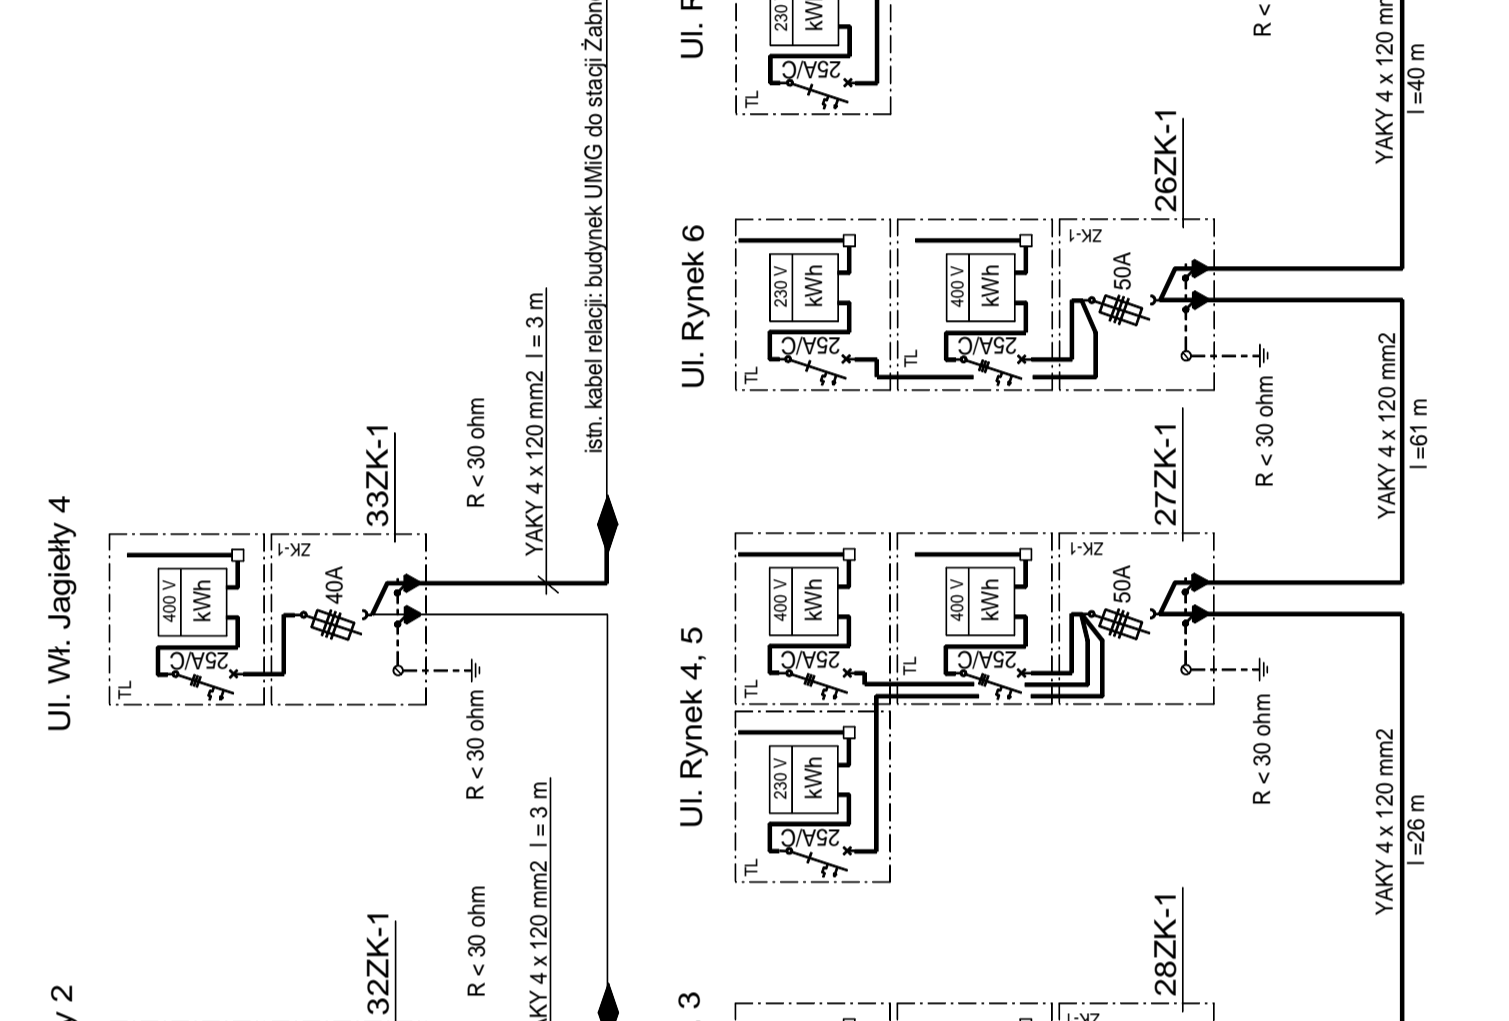 Ul. Wł. Jagiełły 4
TL
400 V
kWh
25A/C
ZK-1
40A
33ZK-1
R < 30 ohm
R < 30 ohm
YAKY 4 x 120 mm2 l = 3 m
istn. kabel relacji: budynek UMiG do stacji
2
32ZK-1
R < 30 ohm
4 x 120 mm2 l = 3 m
Ul.
TL
230
25A/C
R <
YAKY 4 x 120
l =40 m
Ul. Rynek 6
TL
230 V
kWh
25A/C
TL
400 V
kWh
25A/C
ZK-1
50A
26ZK-1
R < 30 ohm
YAKY 4 x 120 mm2
l =61 m
Ul. Rynek 4, 5
TL
400 V
kWh
25A/C
TL
400 V
kWh
25A/C
ZK-1
50A
27ZK-1
TL
230 V
kWh
25A/C
R < 30 ohm
YAKY 4 x 120 mm2
l =26 m
3
28ZK-1